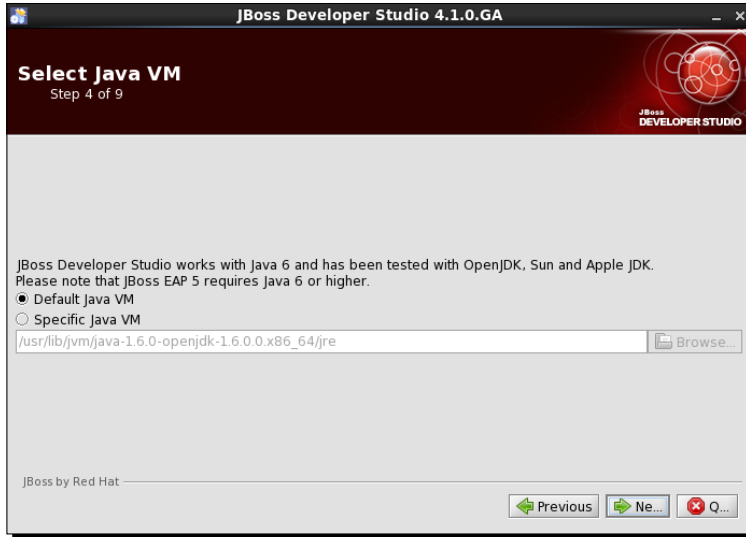 JBoss Developer Studio 4.1.0.GA
Select Java VM
Step 4 of 9
JBoss
DEVELOPER STUDIO
JBoss Developer Studio works with Java 6 and has been tested with OpenJDK, Sun and Apple JDK.
Please note that JBoss EAP 5 requires Java 6 or higher.
Default Java VM
Specific Java VM
/usr/lib/jvm/java-1.6.0-openjdk-1.6.0.0.x86_64/jre
Browse...
JBoss by Red Hat
Previous
Ne...
Q...